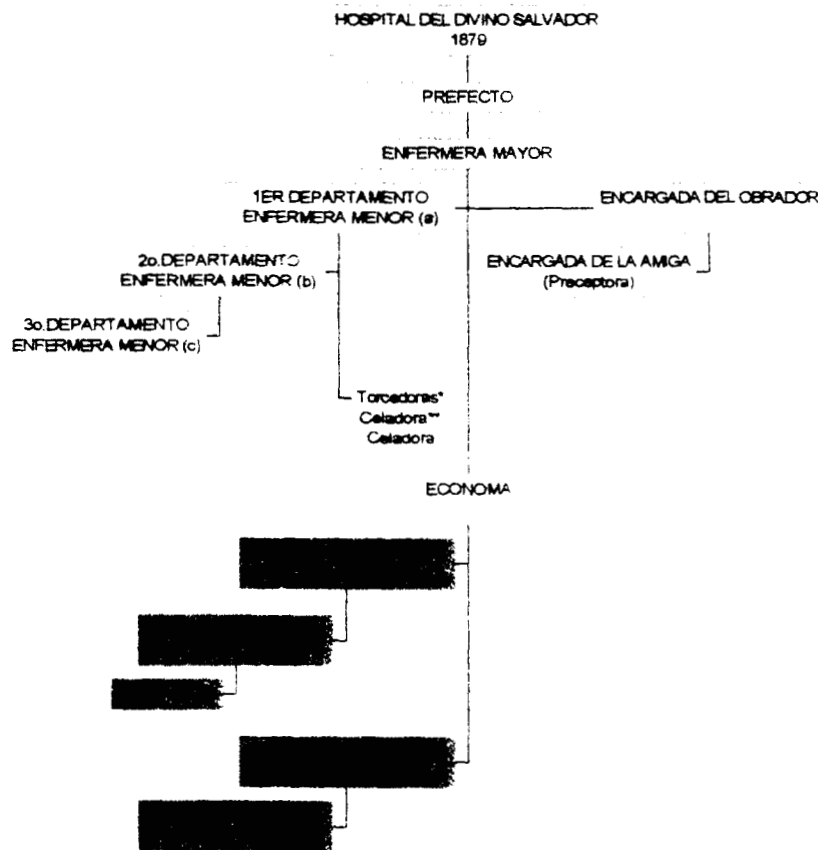 HOSPITAL DEL DIVINO SALVADOR
1879
PREFECTO
ENFERMERA MAYOR
1ER DEPARTAMENTO
ENFERMERA MENOR (a)
ENCARGADA DEL OBRADOR
2o.DEPARTAMENTO
ENFERMERA MENOR (b)
ENCARGADA DE LA AMIGA
(Preceptora)
3o.DEPARTAMENTO
ENFERMERA MENOR (c)
Torcedoras*
Celadora**
Celadora
ECONOMA